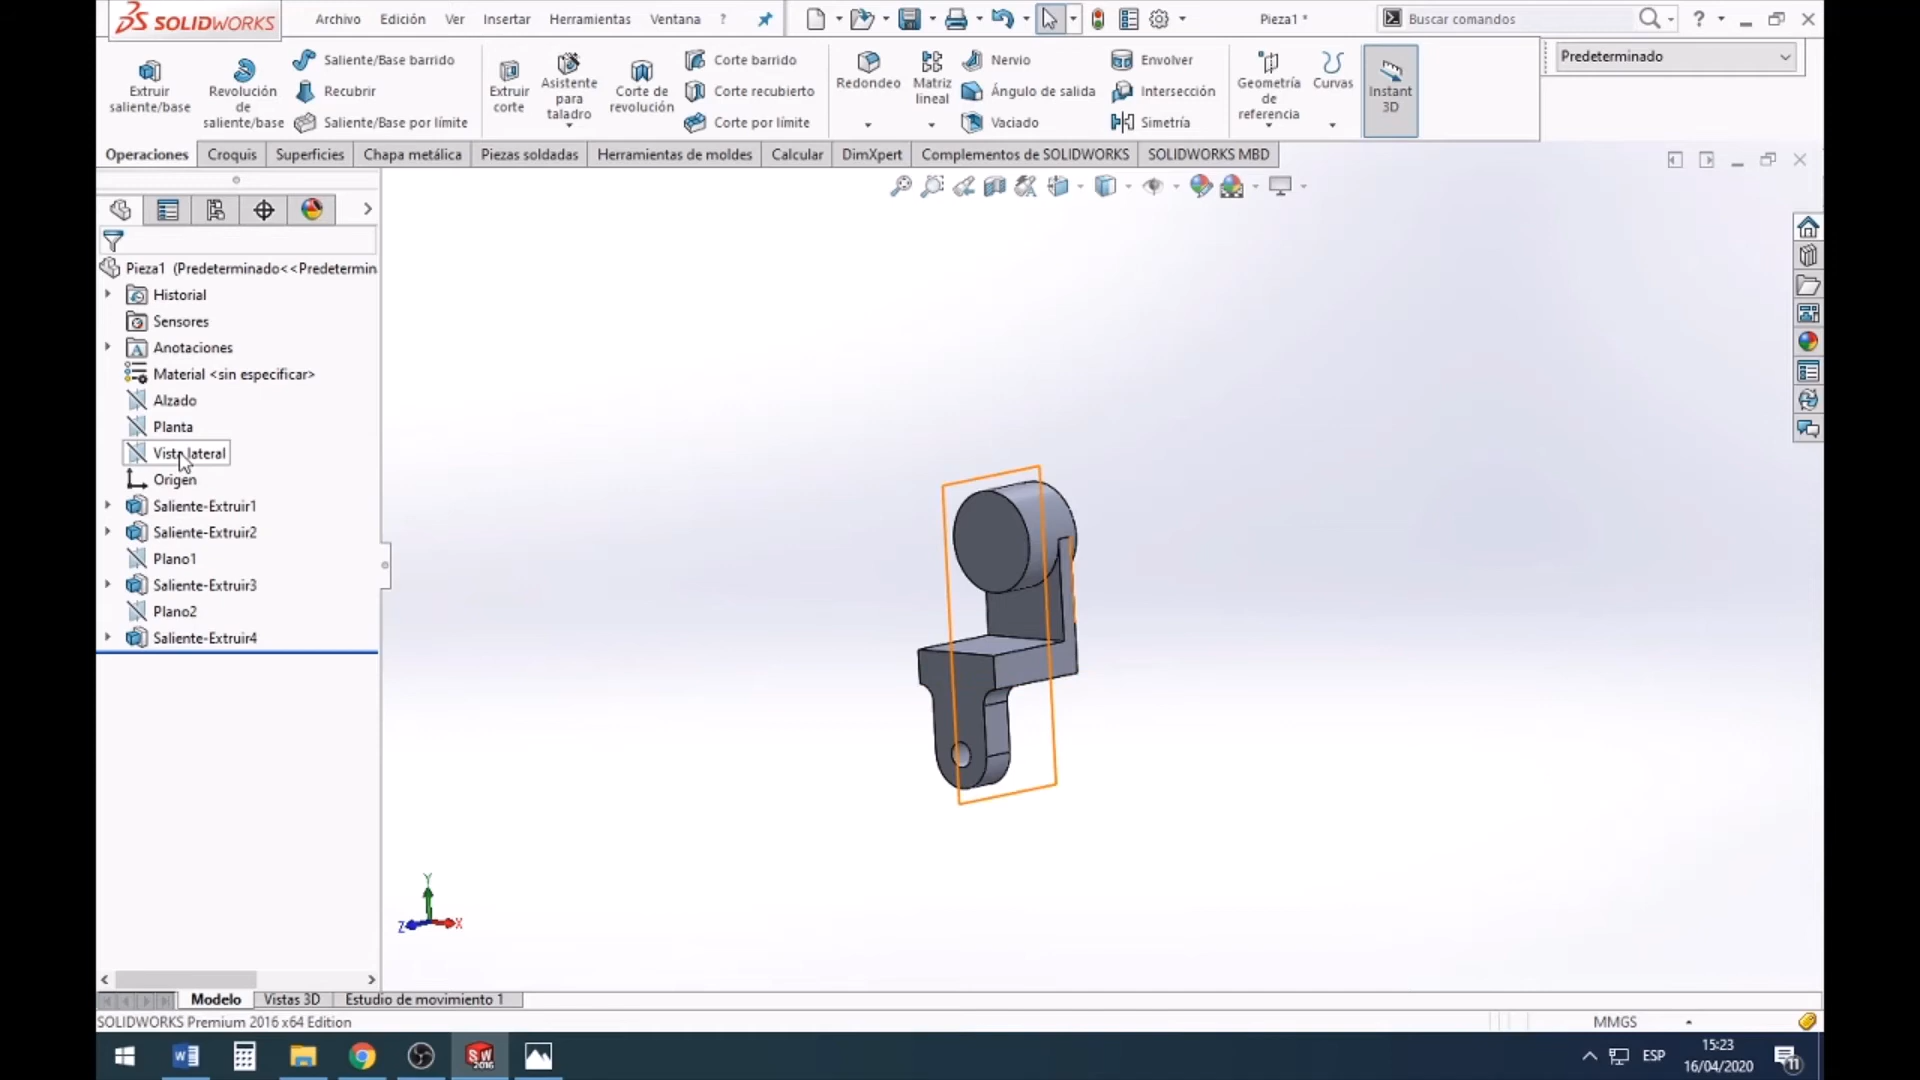 SOLIDWORKS
Archivo Edición Ver Insertar Herramientas Ventana ? Pieza1 * Buscar comandos ?
Extruir saliente/base
Revolución de saliente/base
Saliente/Base barrido
Recubrir
Saliente/Base por límite
Extruir corte
Asistente para taladro
Corte de revolución
Corte barrido
Corte recubierto
Corte por límite
Redondeo
Matriz lineal
Nervio
Ángulo de salida
Vaciado
Envolver
Intersección
Simetría
Geometría de referencia
Curvas
Instant 3D
Predeterminado
Operaciones Croquis Superficies Chapa metálica Piezas soldadas Herramientas de moldes Calcular DimXpert Complementos de SOLIDWORKS SOLIDWORKS MBD
Pieza1 (Predeterminado<<Predetermin
Historial
Sensores
Anotaciones
Material <sin especificar>
Alzado
Planta
Vista lateral
Origen
Saliente-Extruir1
Saliente-Extruir2
Plano1
Saliente-Extruir3
Plano2
Saliente-Extruir4
Y
Z X
Modelo Vistas 3D Estudio de movimiento 1
SOLIDWORKS Premium 2016 x64 Edition MMGS
ESP
15:23
16/04/2020
11